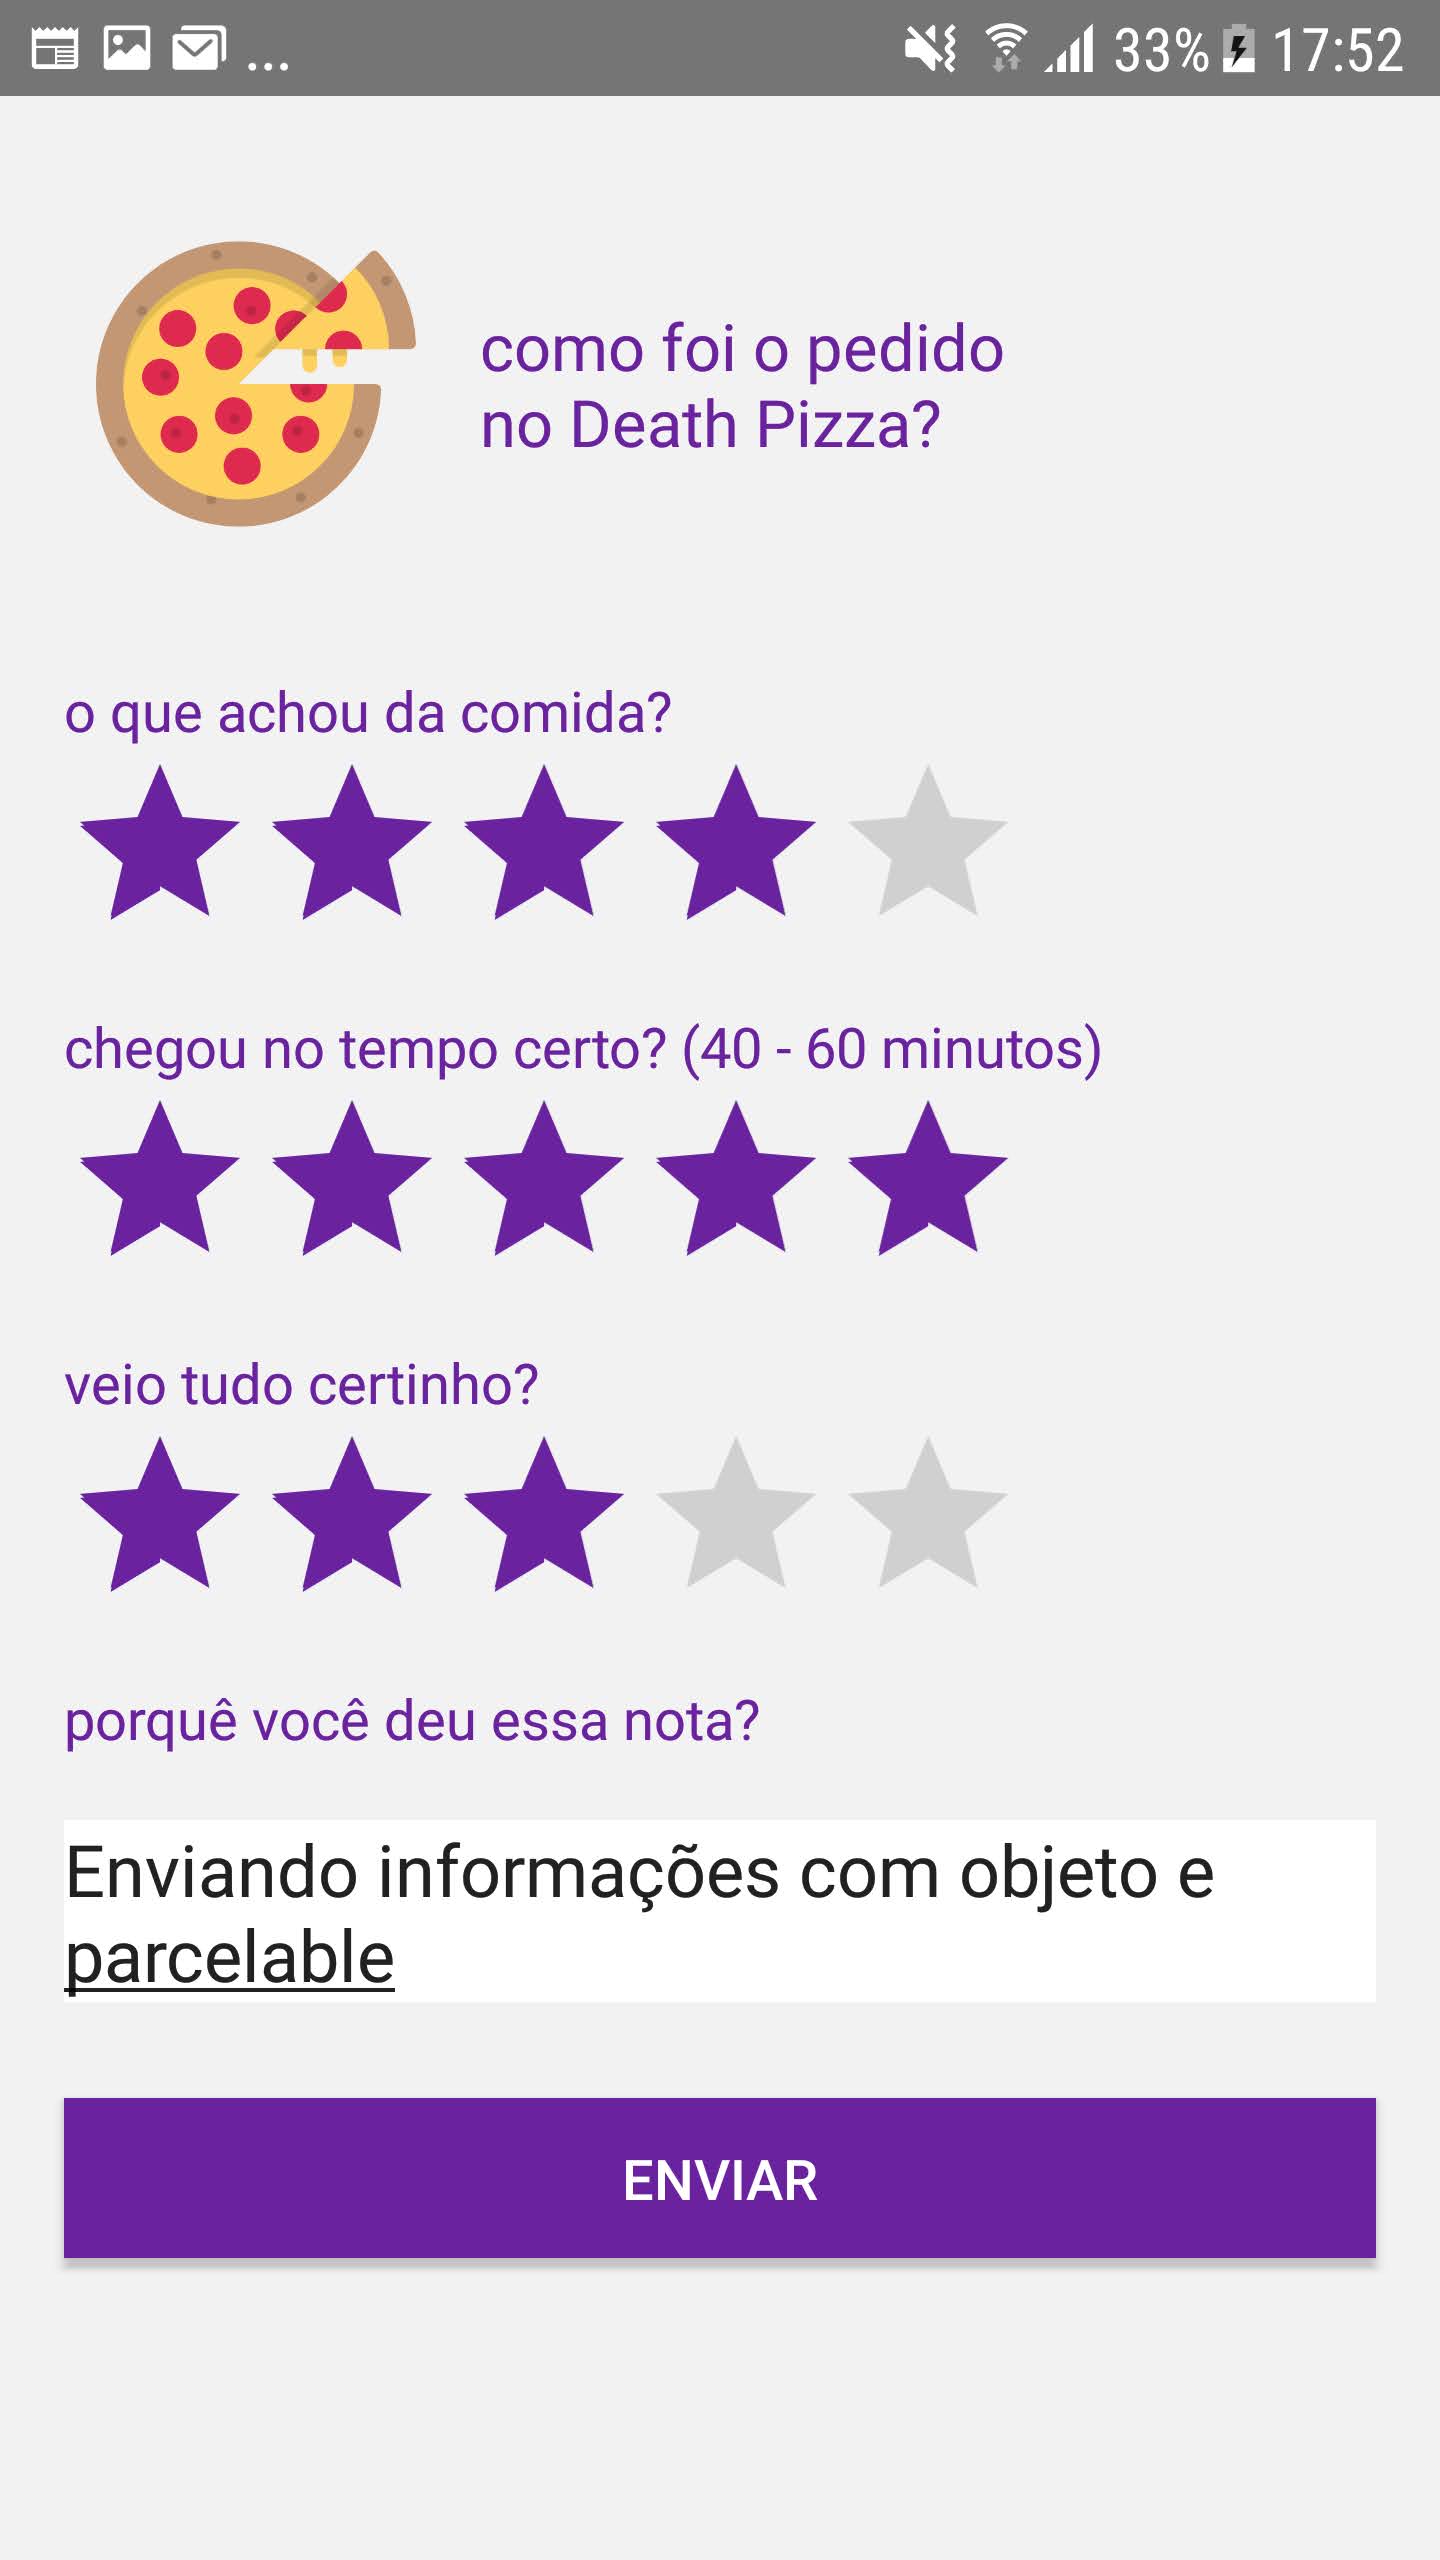 ... 33% 17:52
como foi o pedido
no Death Pizza?
o que achou da comida?
chegou no tempo certo? (40 - 60 minutos)
veio tudo certinho?
porquê você deu essa nota?
Enviando informações com objeto e
parcelable
ENVIAR